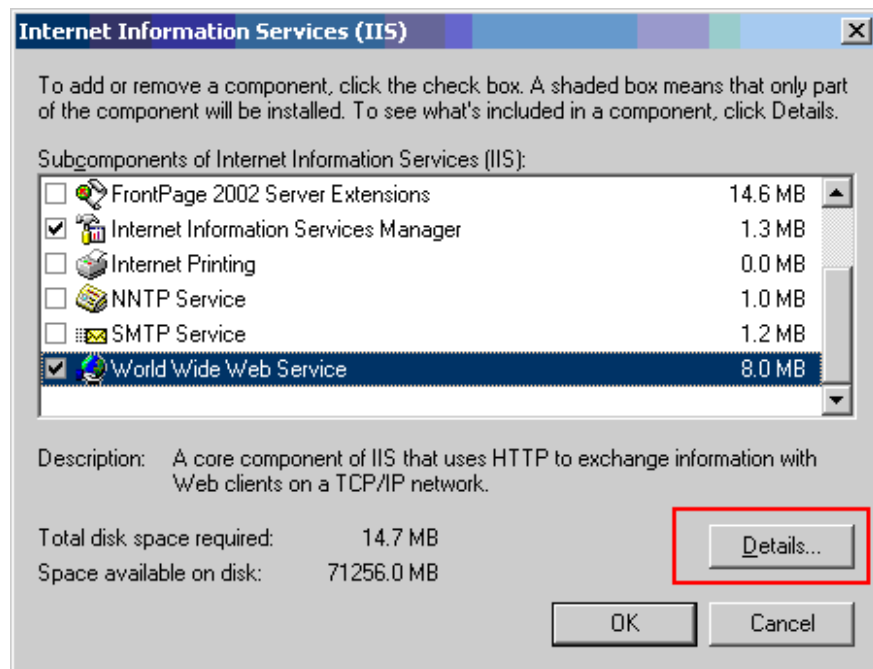 Internet Information Services (IIS)
To add or remove a component, click the check box. A shaded box means that only part
of the component will be installed. To see what's included in a component, click Details.
Subcomponents of Internet Information Services (IIS):
FrontPage 2002 Server Extensions 14.6 MB
Internet Information Services Manager 1.3 MB
Internet Printing 0.0 MB
NNTP Service 1.0 MB
SMTP Service 1.2 MB
World Wide Web Service 8.0 MB
Description: A core component of IIS that uses HTTP to exchange information with
Web clients on a TCP/IP network.
Total disk space required: 14.7 MB
Space available on disk: 71256.0 MB
Details...
OK Cancel